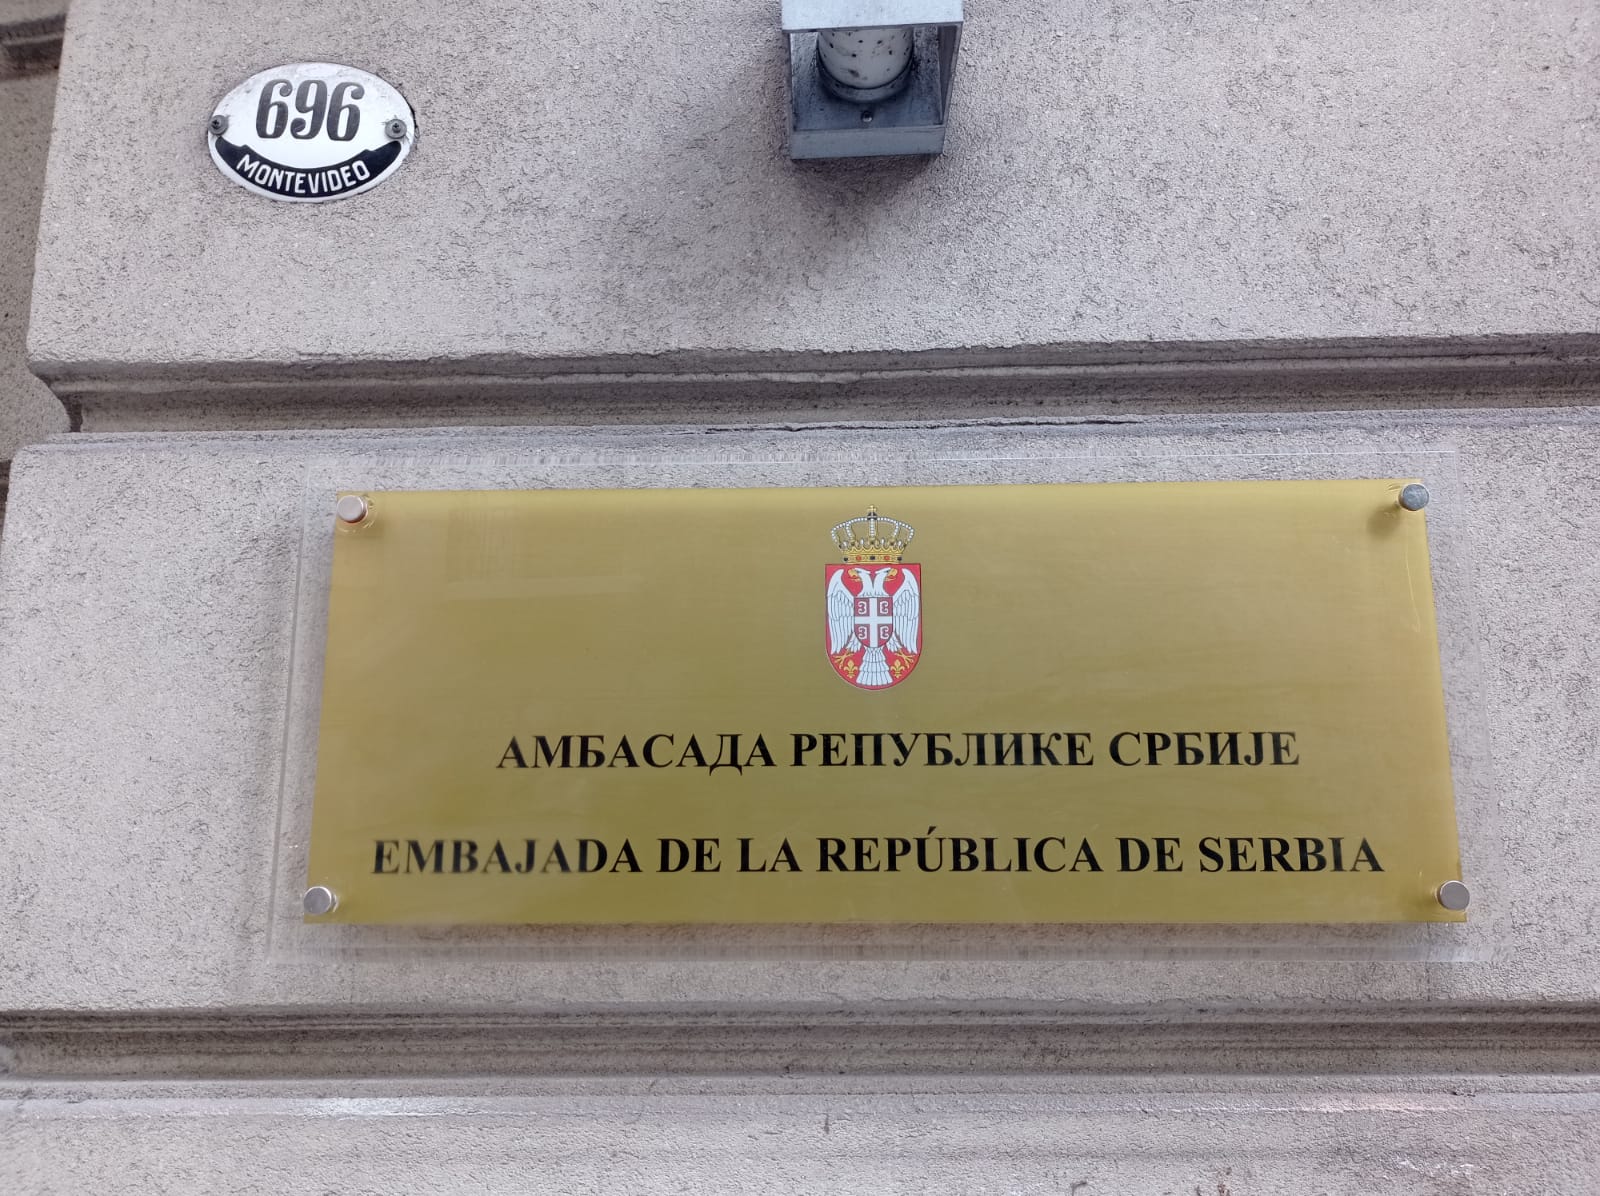 696
MONTEVIDEO
АМБАСАДА РЕПУБЛИКЕ СРБИЈЕ
EMBAJADA DE LA REPÚBLICA DE SERBIA